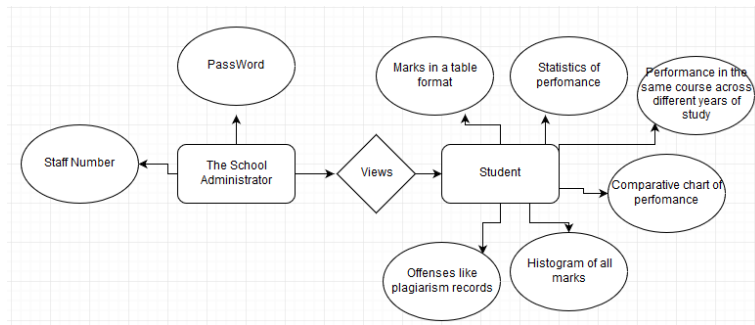 PassWord
Marks in a table
format
Statistics of
perfomance
Performance in the
same course across
different years of
study
Staff Number
The School
Administrator
Views
Student
Comparative chart of
perfomance
Offenses like
plagiarism records
Histogram of all
marks